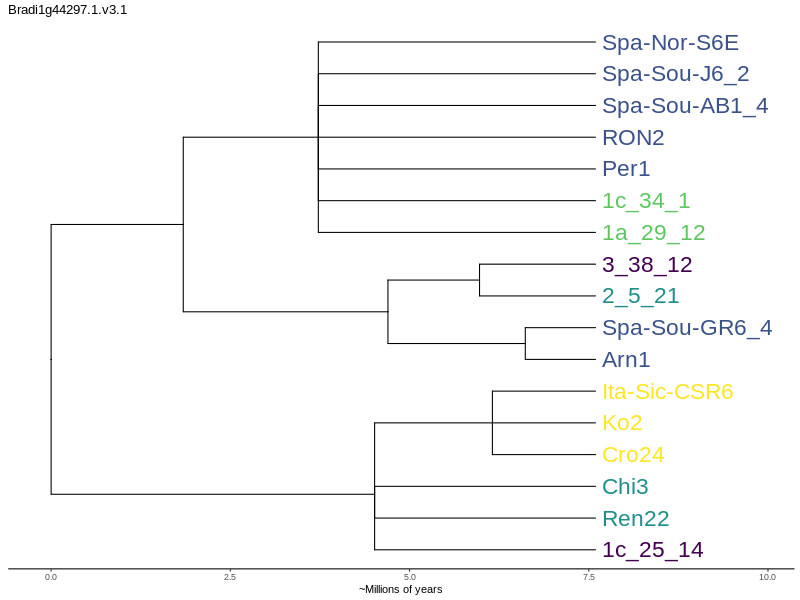 Bradi1g44297.1.v3.1
Spa-Nor-S6E
Spa-Sou-J6_2
Spa-Sou-AB1_4
RON2
Per1
1c_34_1
1a_29_12
3_38_12
2_5_21
Spa-Sou-GR6_4
Arn1
Ita-Sic-CSR6
Ko2
Cro24
Chi3
Ren22
1c_25_14
0.0 2.5 5.0 7.5 10.0
~Millions of years